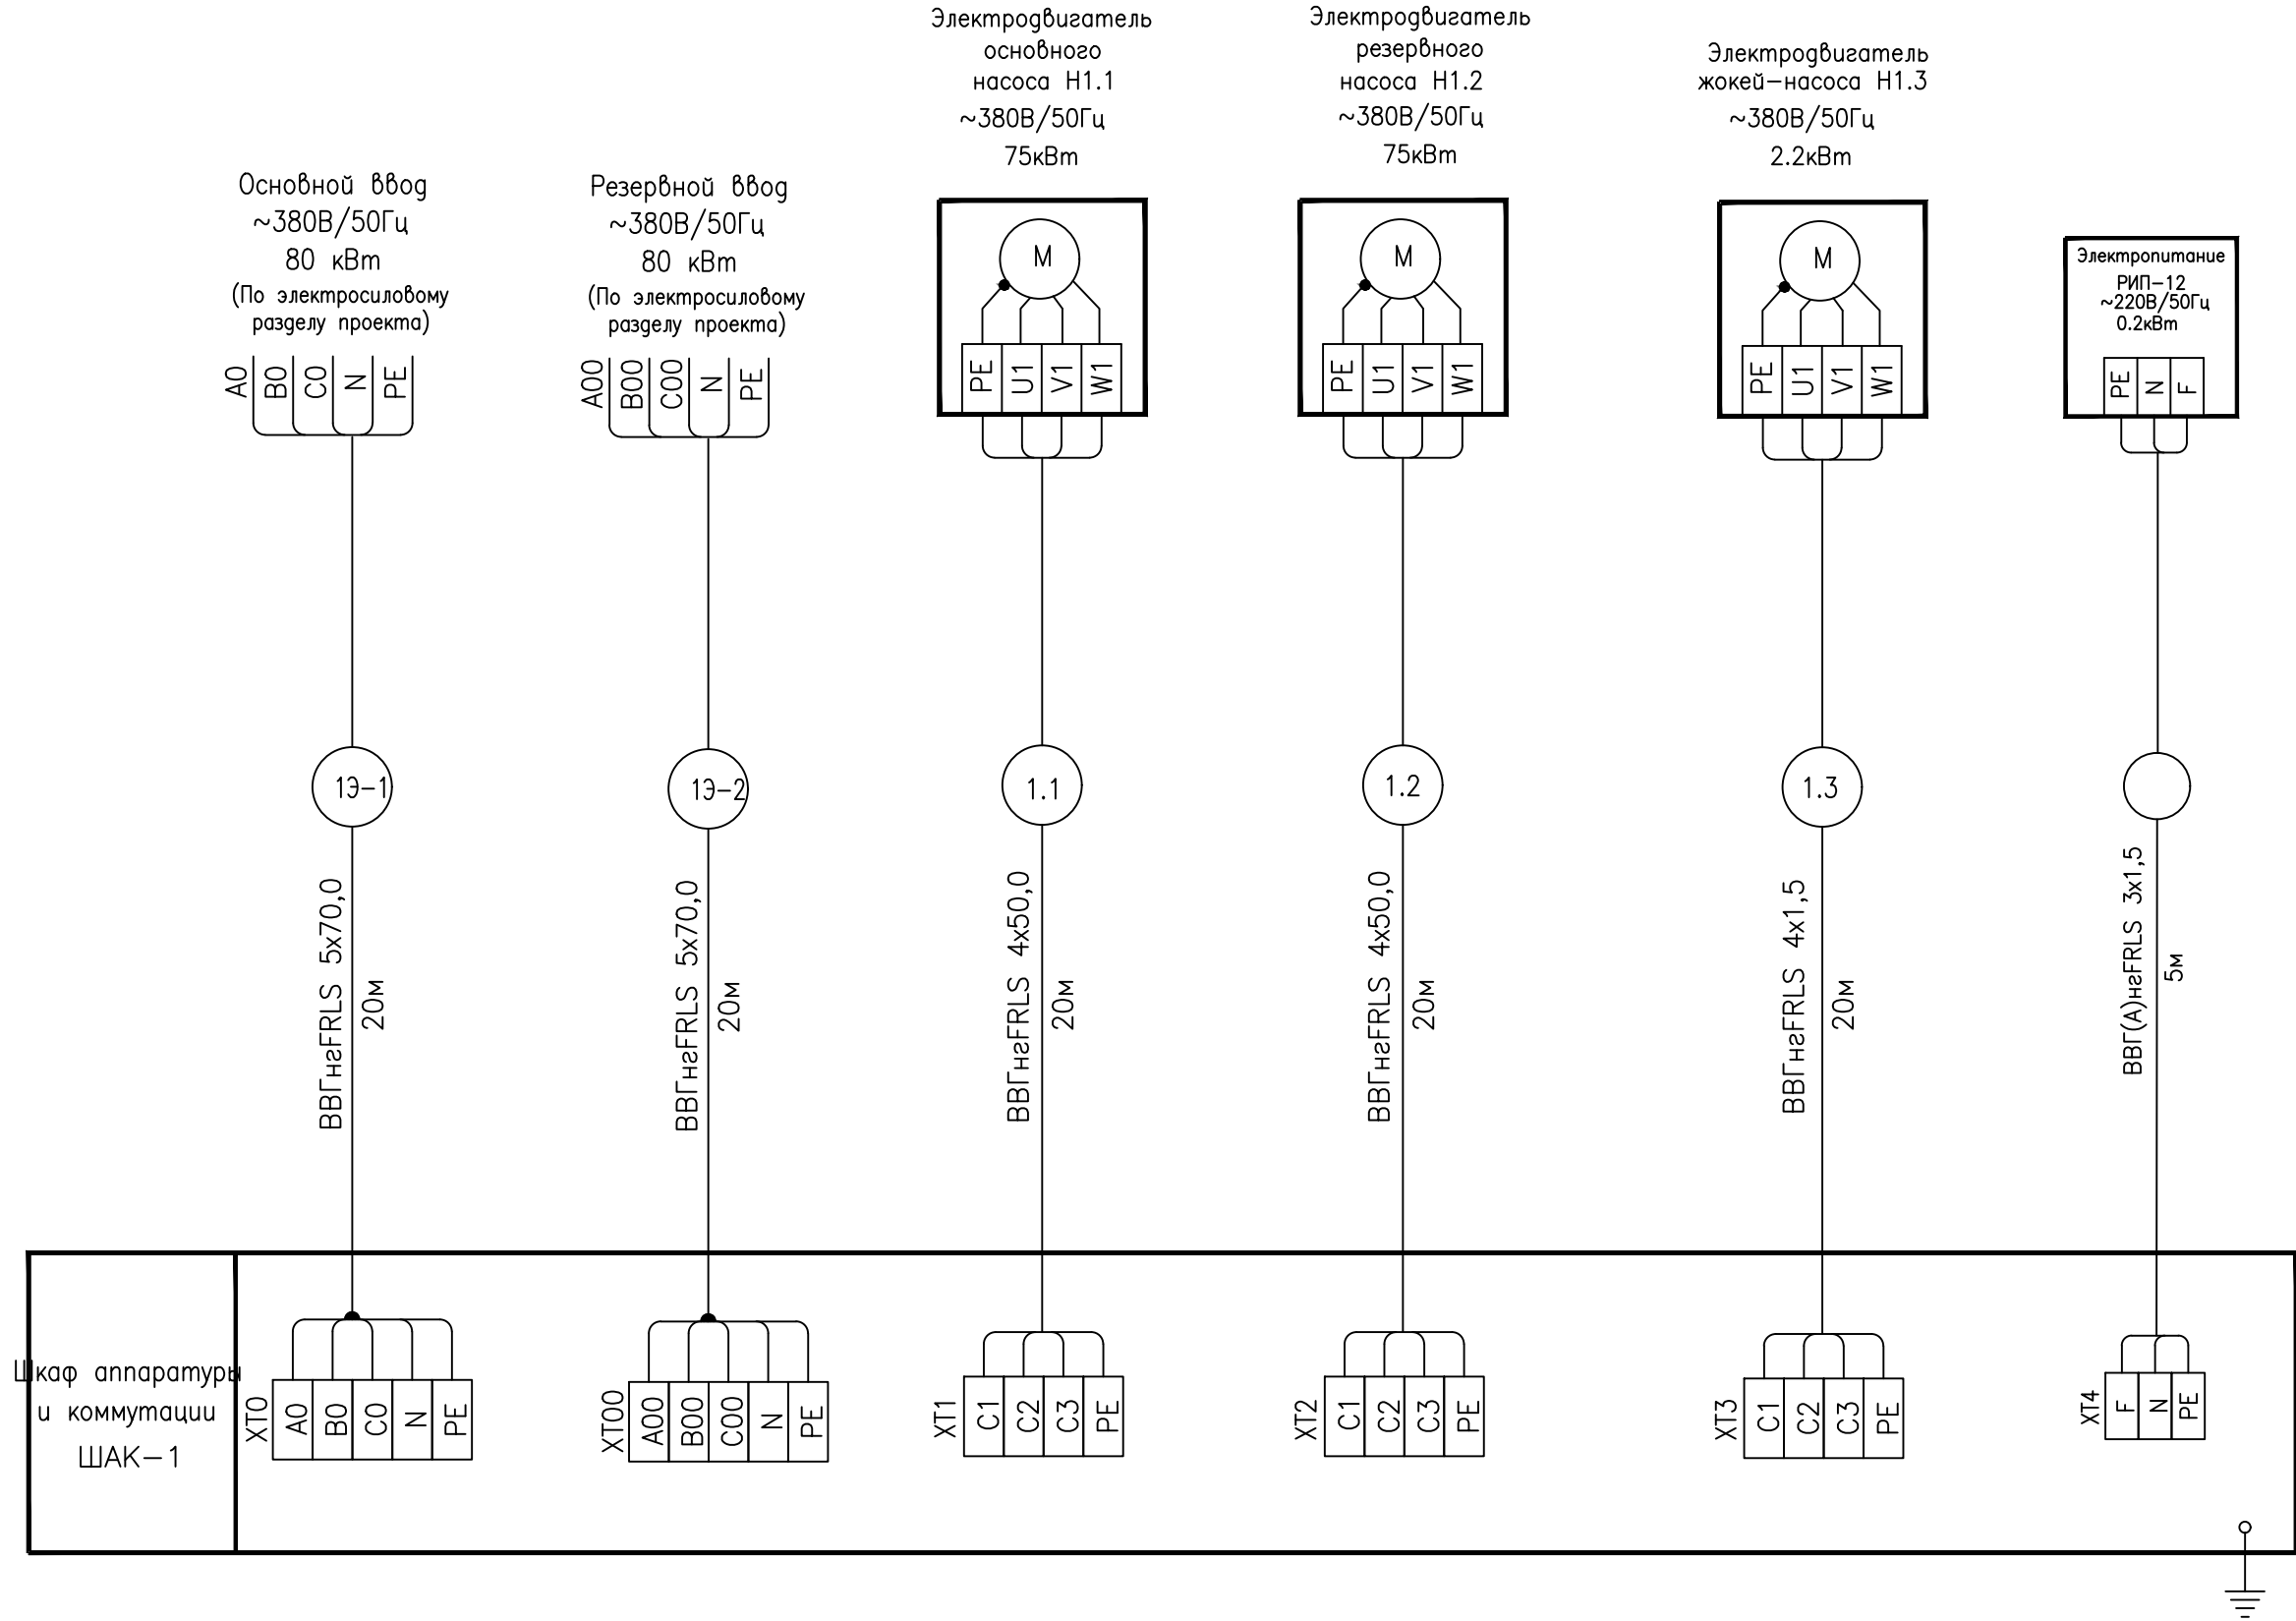 Электродвигатель
основного
насоса Н1.1
~380В/50Гц
75кВт
Электродвигатель
резервного
насоса Н1.2
~380В/50Гц
75кВт
Электродвигатель
жокей-насоса Н1.3
~380В/50Гц
2.2кВт
Основной ввод
~380В/50Гц
80 кВт
(По электросиловому
разделу проекта)
Резервной ввод
~380В/50Гц
80 кВт
(По электросиловому
разделу проекта)
Электропитание
РИП-12
~220В/50Гц
0.2кВт
M
M
M
A0 B0 C0 N PE
A00 B00 C00 N PE
PE U1 V1 W1
PE U1 V1 W1
PE U1 V1 W1
PE N F
1Э-1
1Э-2
1.1
1.2
1.3
ВВГнгFRLS 5х70,0
20м
ВВГнгFRLS 5х70,0
20м
ВВГнгFRLS 4х50,0
20м
ВВГнгFRLS 4х50,0
20м
ВВГнгFRLS 4х1,5
20м
ВВГ(А)нгFRLS 3х1,5
5м
Шкаф аппаратуры
и коммутации
ШАК-1
XT0 A0 B0 C0 N PE
XT00 A00 B00 C00 N PE
XT1 C1 C2 C3 PE
XT2 C1 C2 C3 PE
XT3 C1 C2 C3 PE
XT4 F N PE